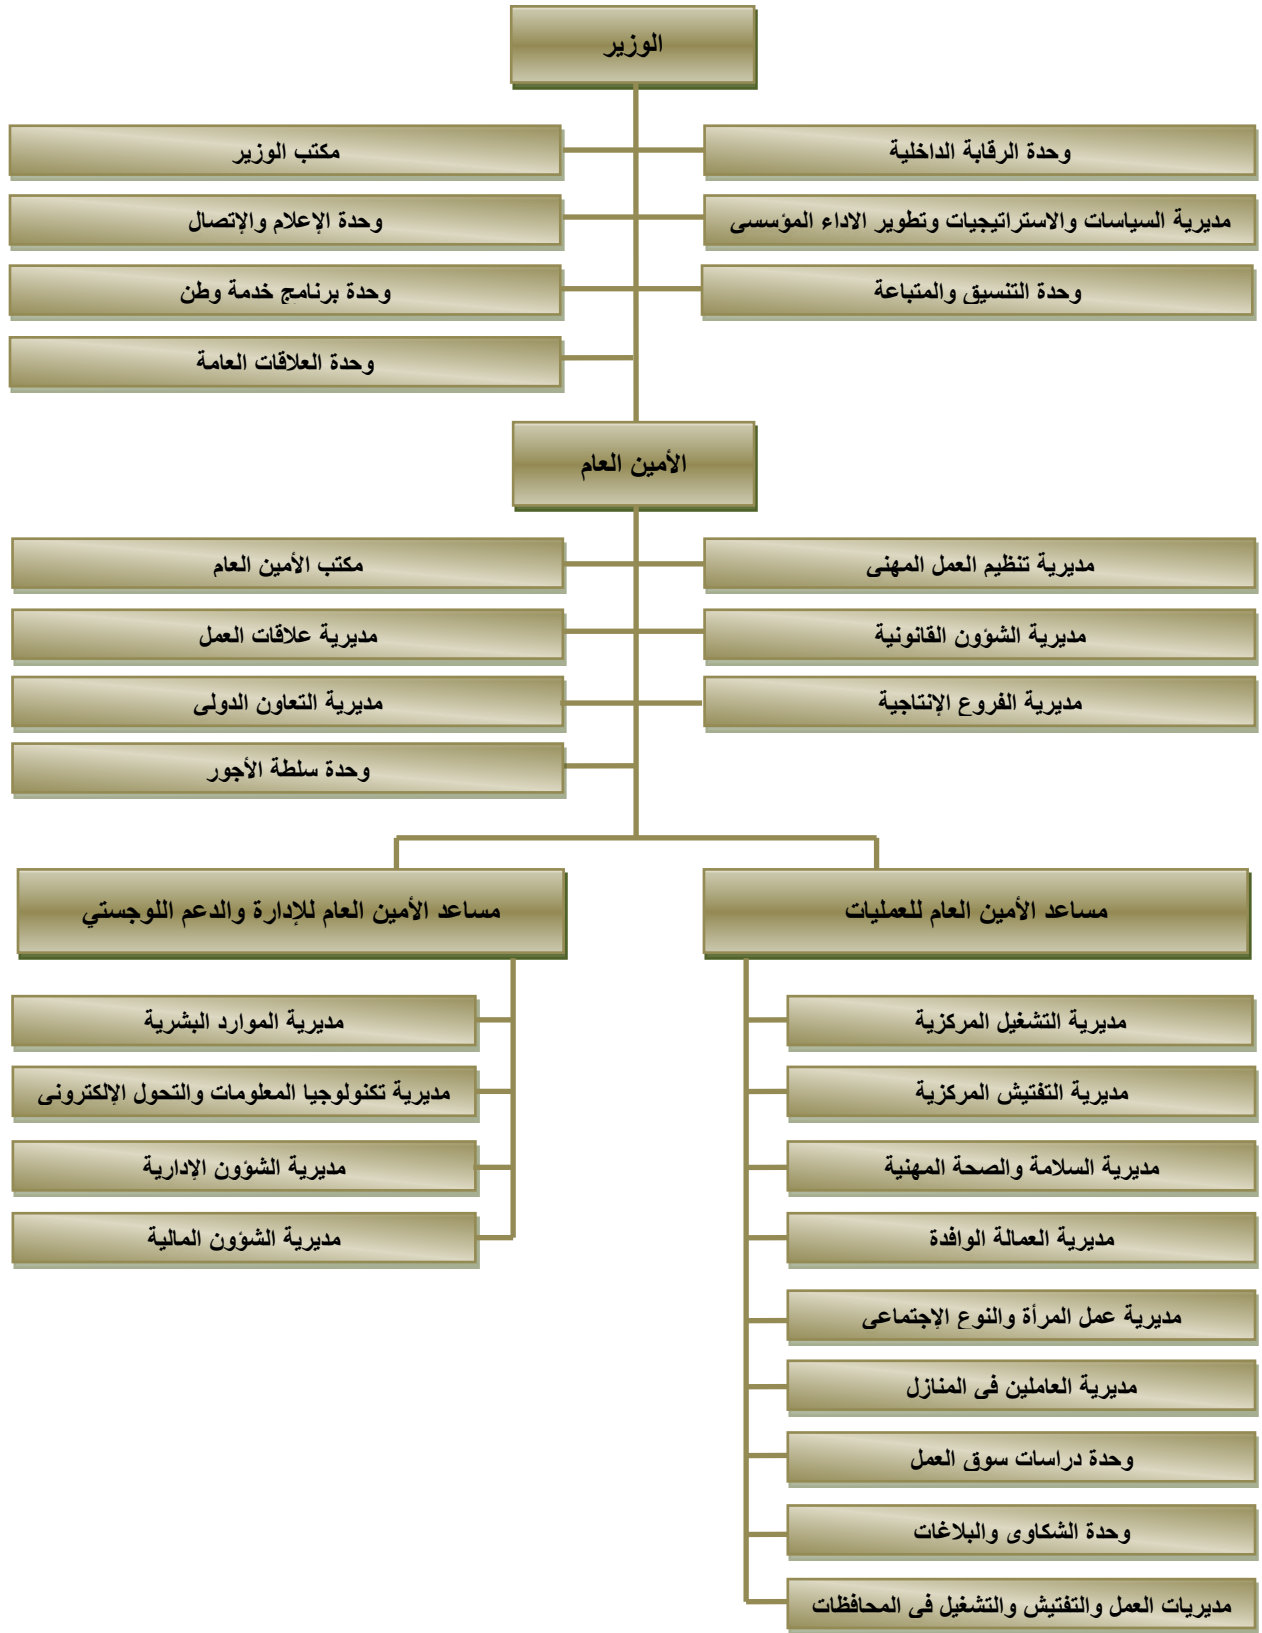 الوزير
وحدة الرقابة الداخلية
مكتب الوزير
مديرية السياسات والاستراتيجيات وتطوير الاداء المؤسسى
وحدة الإعلام والإتصال
وحدة التنسيق والمتباعة
وحدة برنامج خدمة وطن
وحدة العلاقات العامة
الأمين العام
مديرية تنظيم العمل المهنى
مكتب الأمين العام
مديرية الشؤون القانونية
مديرية علاقات العمل
مديرية الفروع الإنتاجية
مديرية التعاون الدولى
وحدة سلطة الأجور
مساعد الأمين العام للعمليات
مديرية التشغيل المركزية
مديرية التفتيش المركزية
مديرية السلامة والصحة المهنية
مديرية العمالة الوافدة
مديرية عمل المرأة والنوع الإجتماعى
مديرية العاملين فى المنازل
وحدة دراسات سوق العمل
وحدة الشكاوى والبلاغات
مديريات العمل والتفتيش والتشغيل فى المحافظات
مساعد الأمين العام للإدارة والدعم اللوجستي
مديرية الموارد البشرية
مديرية تكنولوجيا المعلومات والتحول الإلكترونى
مديرية الشؤون الإدارية
مديرية الشؤون المالية